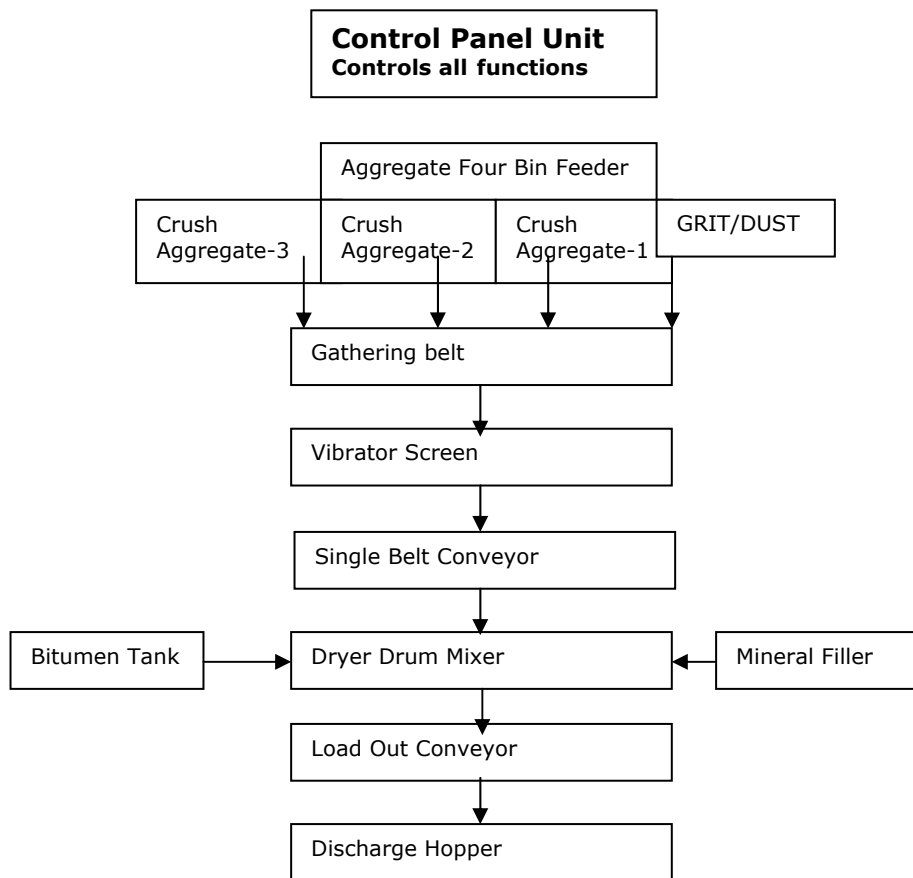 Control Panel Unit
Controls all functions
Aggregate Four Bin Feeder
Crush
Aggregate-3
Crush
Aggregate-2
Crush
Aggregate-1
GRIT/DUST
Gathering belt
Vibrator Screen
Single Belt Conveyor
Bitumen Tank
Dryer Drum Mixer
Mineral Filler
Load Out Conveyor
Discharge Hopper